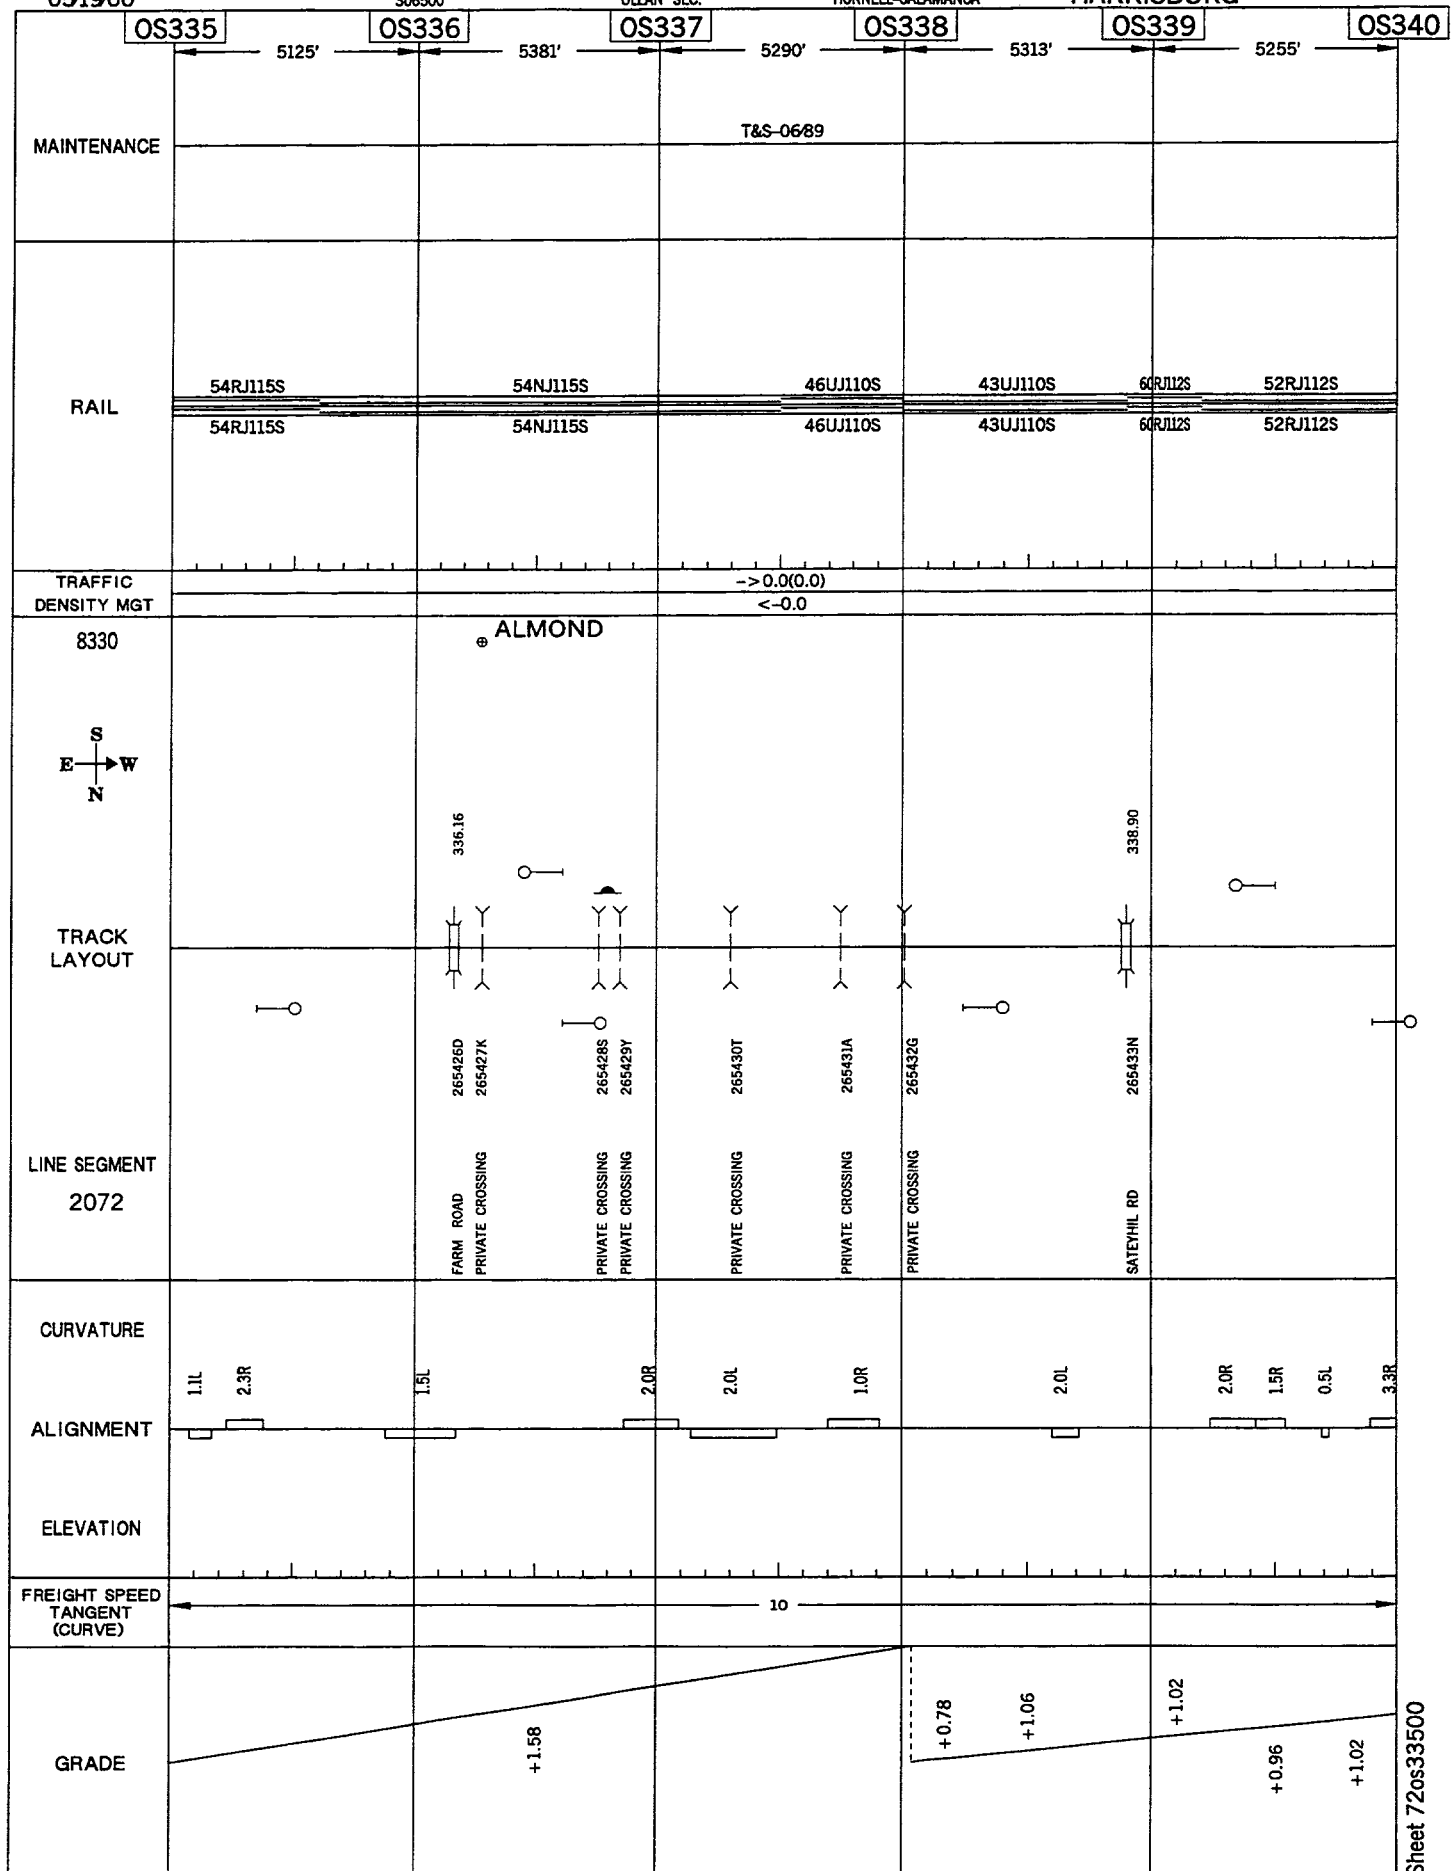 OS335 OS336 OS337 OS338 OS339 OS340
5125' 5381' 5290' 5313' 5255'
MAINTENANCE
T&S-06/89
RAIL
54RJ115S 54NJ115S 46UJ110S 43UJ110S 60RJ112S 52RJ112S
54RJ115S 54NJ115S 46UJ110S 43UJ110S 60RJ112S 52RJ112S
TRAFFIC
DENSITY MGT
->0.0(0.0)
<-0.0
8330
ALMOND
S
E W
N
336.16
338.90
TRACK
LAYOUT
265426D
265427K
265428S
265429Y
265430T
265431A
265432G
265433N
LINE SEGMENT
2072
FARM ROAD
PRIVATE CROSSING
PRIVATE CROSSING
PRIVATE CROSSING
PRIVATE CROSSING
PRIVATE CROSSING
PRIVATE CROSSING
SATEYHIL RD
CURVATURE
1.1L 2.3R 1.5L 2.0R 2.0L 1.0R 2.0L 2.0R 1.5R 0.5L 3.3R
ALIGNMENT
ELEVATION
FREIGHT SPEED
TANGENT
(CURVE)
10
GRADE
+1.58
+0.78
+1.06
+1.02
+0.96
+1.02
Sheet 72os33500